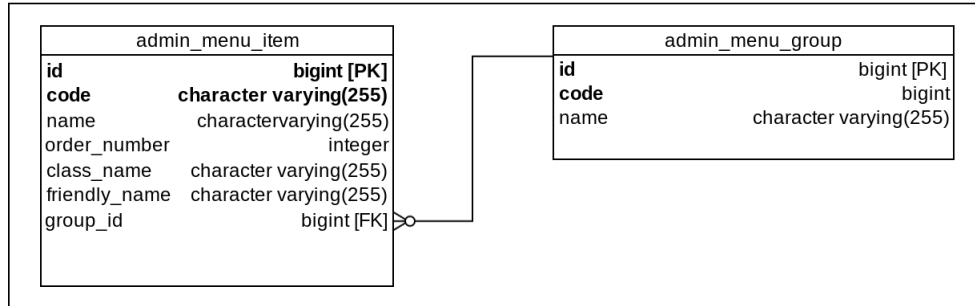 admin_menu_item
id bigint [PK]
code character varying(255)
name charactervarying(255)
order_number integer
class_name character varying(255)
friendly_name character varying(255)
group_id bigint [FK]
admin_menu_group
id bigint [PK]
code bigint
name character varying(255)